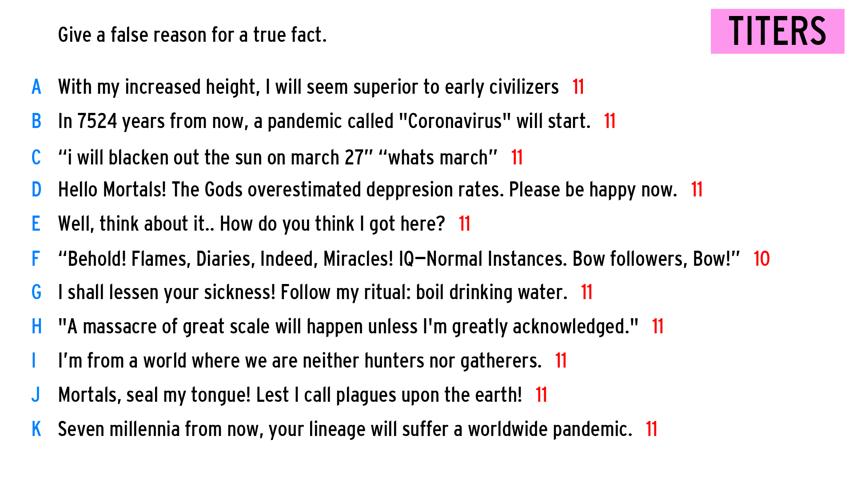 Give a false reason for a true fact.
TITERS
A With my increased height, I will seem superior to early civilizers 11
B In 7524 years from now, a pandemic called "Coronavirus" will start. 11
C “i will blacken out the sun on march 27” “whats march” 11
D Hello Mortals! The Gods overestimated deppresion rates. Please be happy now. 11
E Well, think about it.. How do you think I got here? 11
F “Behold! Flames, Diaries, Indeed, Miracles! IQ—Normal Instances. Bow followers, Bow!” 10
G I shall lessen your sickness! Follow my ritual: boil drinking water. 11
H "A massacre of great scale will happen unless I'm greatly acknowledged." 11
I I’m from a world where we are neither hunters nor gatherers. 11
J Mortals, seal my tongue! Lest I call plagues upon the earth! 11
K Seven millennia from now, your lineage will suffer a worldwide pandemic. 11